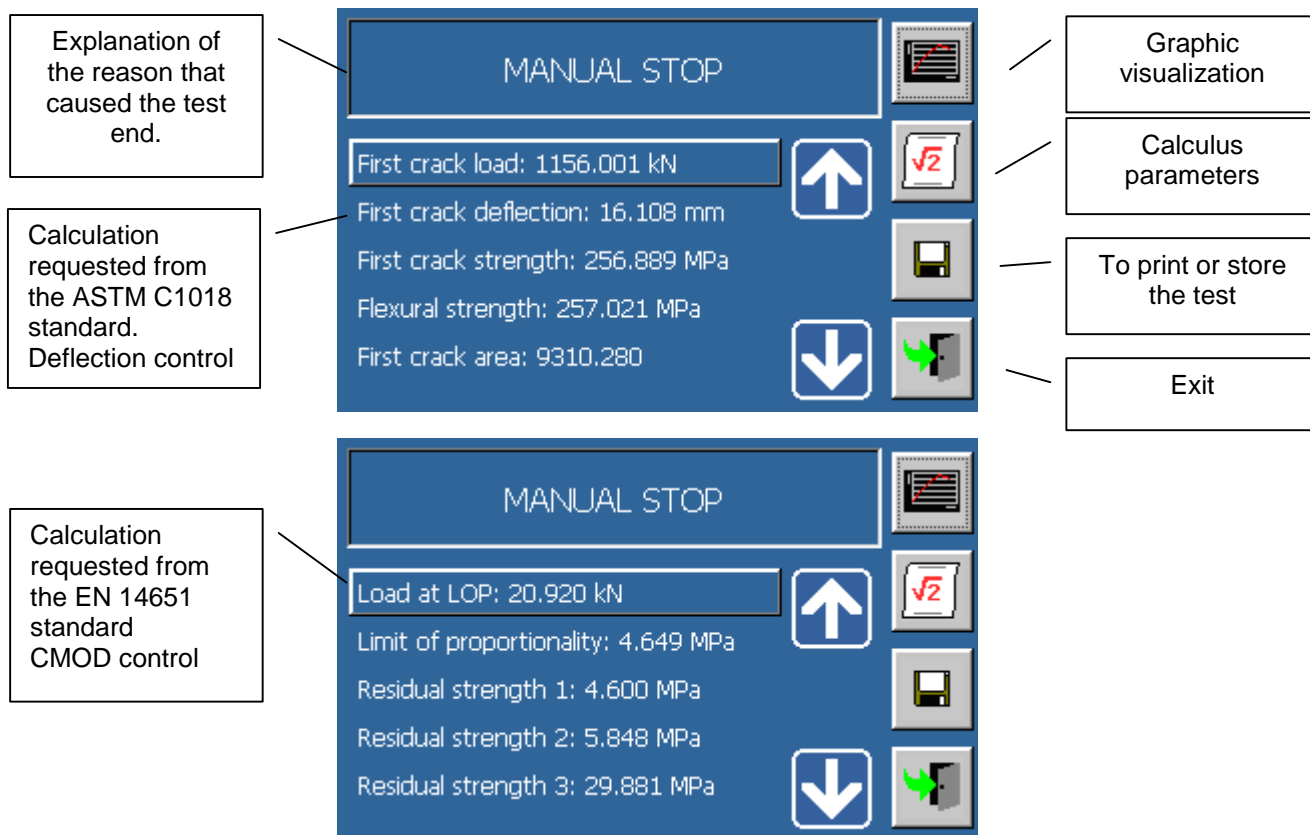 Explanation of
the reason that
caused the test
end.
MANUAL STOP
Graphic
visualization
First crack load: 1156.001 kN
√2
Calculus
parameters
Calculation
requested from
the ASTM C1018
standard.
Deflection control
First crack deflection: 16.108 mm
First crack strength: 256.889 MPa
Flexural strength: 257.021 MPa
First crack area: 9310.280
To print or store
the test
Exit
MANUAL STOP
Calculation
requested from
the EN 14651
standard
CMOD control
Load at LOP: 20.920 kN
√2
Limit of proportionality: 4.649 MPa
Residual strength 1: 4.600 MPa
Residual strength 2: 5.848 MPa
Residual strength 3: 29.881 MPa